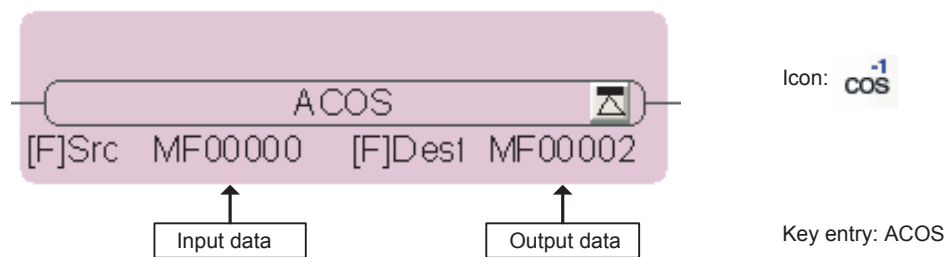 ACOS
[F]Src MF00000 [F]Dest MF00002
Input data
Output data
Icon: cos-1
Key entry: ACOS